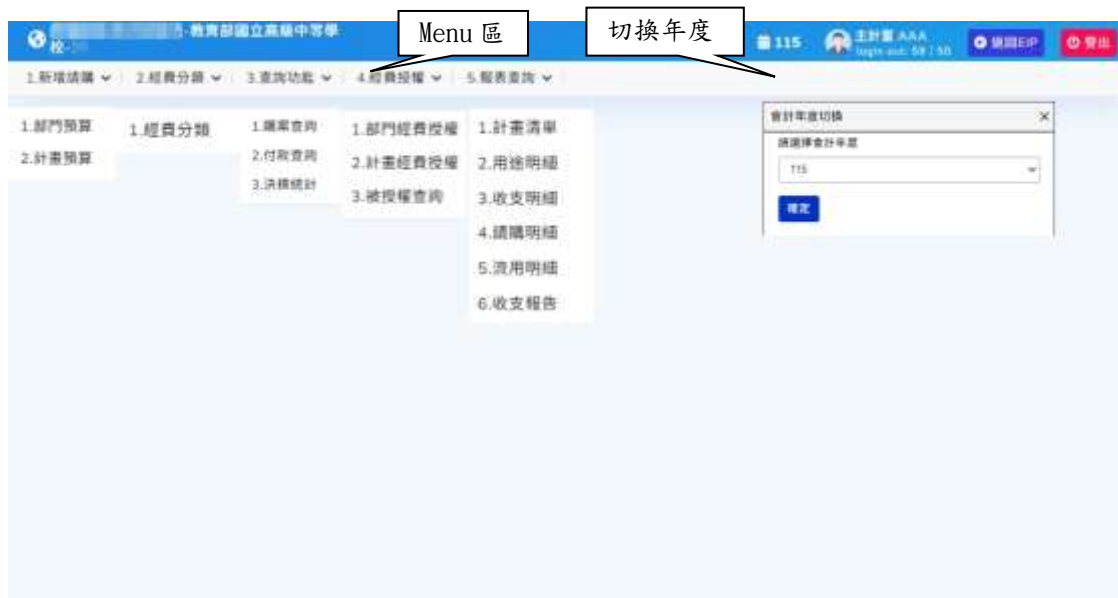 Menu 區
切換年度
-教育部國立高級中等學
校-
115
主計室 AAA
login out: 59 : 50
返回EIP
登出
1.新增請購
2.經費分類
3.查詢功能
4.經費授權
5.報表查詢
1.部門預算
2.計畫預算
1.經費分類
1.購案查詢
2.付款查詢
3.決標統計
1.部門經費授權
2.計畫經費授權
3.被授權查詢
1.計畫清單
2.用途明細
3.收支明細
4.請購明細
5.流用明細
6.收支報告
會計年度切換
請選擇會計年度
115
確定